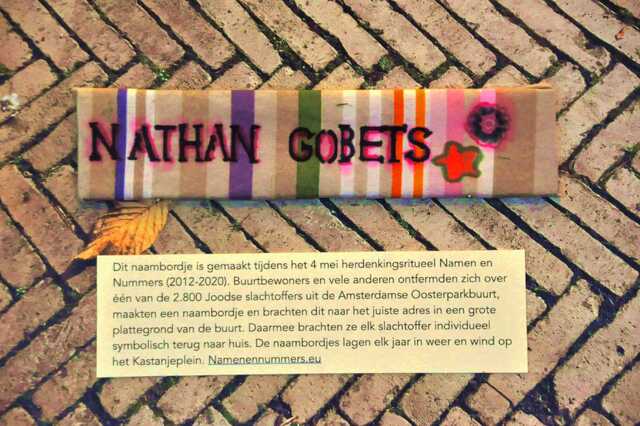 NATHAN GOBETS
Dit naambordje is gemaakt tijdens het 4 mei herdenkingsritueel Namen en
Nummers (2012-2020). Buurtbewoners en vele anderen ontfermden zich over
één van de 2.800 Joodse slachtoffers uit de Amsterdamse Oosterparkbuurt,
maakten een naambordje en brachten dit naar het juiste adres in een grote
plattegrond van de buurt. Daarmee brachten ze elk slachtoffer individueel
symbolisch terug naar huis. De naambordjes lagen elk jaar in weer en wind op
het Kastanjeplein. Namenennummers.eu